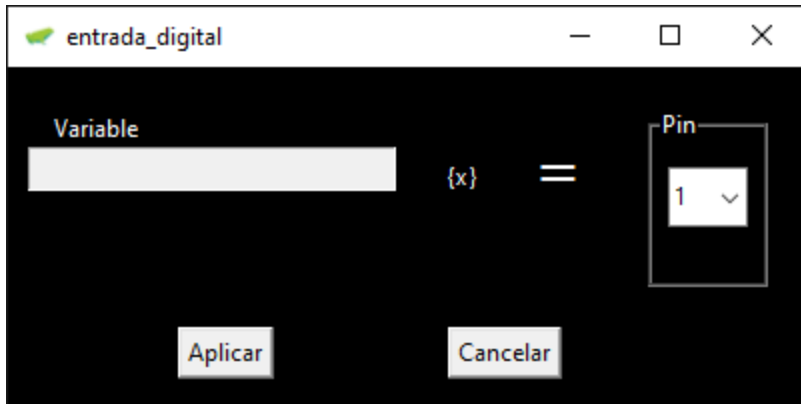 entrada_digital
Variable
Pin
{x} =
1
Aplicar Cancelar